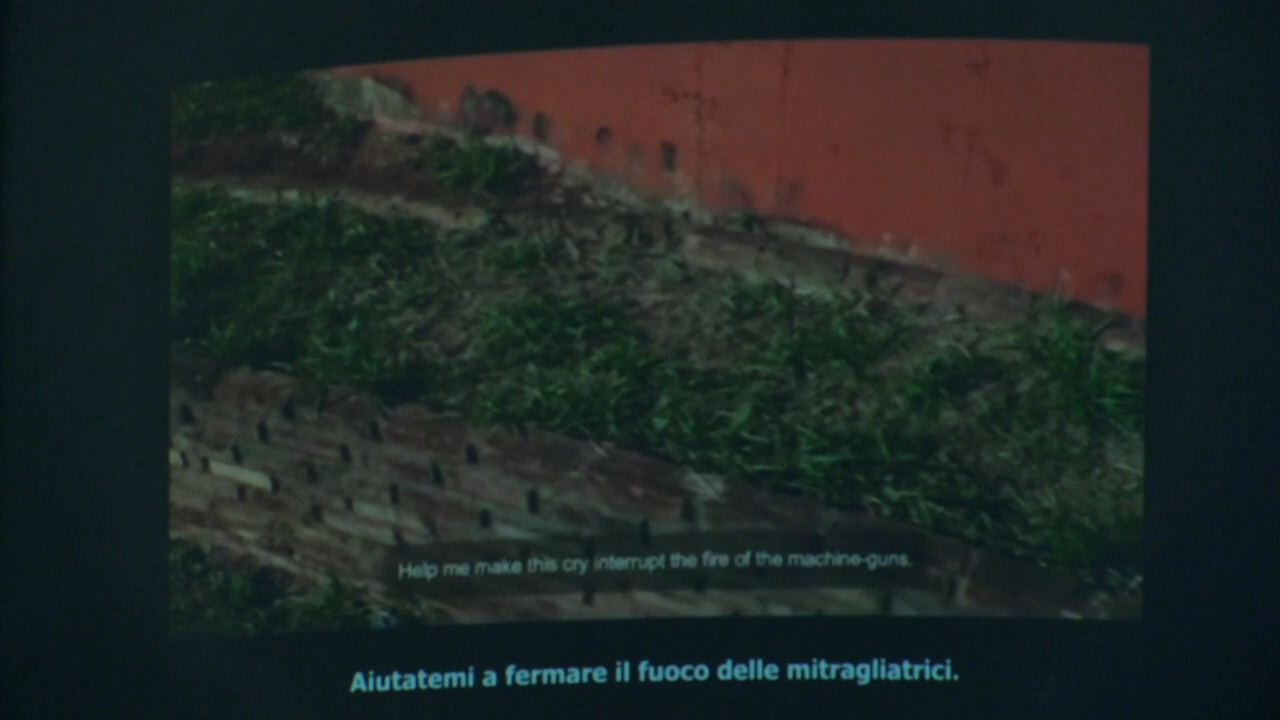 Help me make this cry interrupt the fire of the machine-guns.
Aiutatemi a fermare il fuoco delle mitragliatrici.